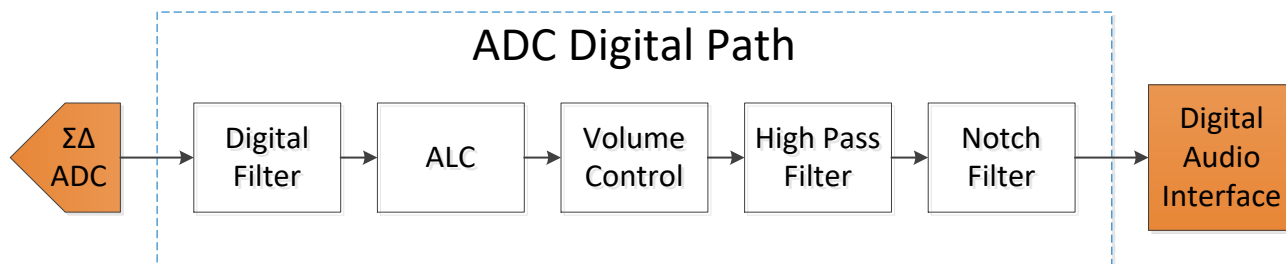 ADC Digital Path
ΣΔ
ADC
Digital
Filter
ALC
Volume
Control
High Pass
Filter
Notch
Filter
Digital
Audio
Interface